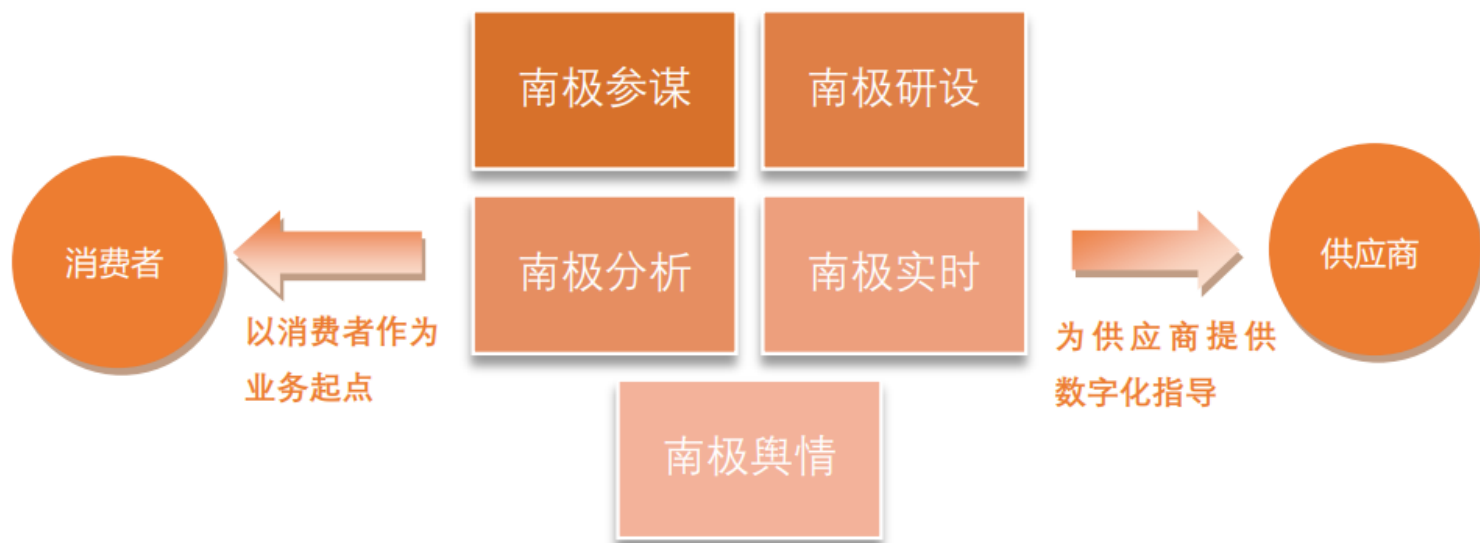 南极参谋
南极研设
消费者
南极分析
南极实时
供应商
以消费者作为
业务起点
为供应商提供
数字化指导
南极舆情